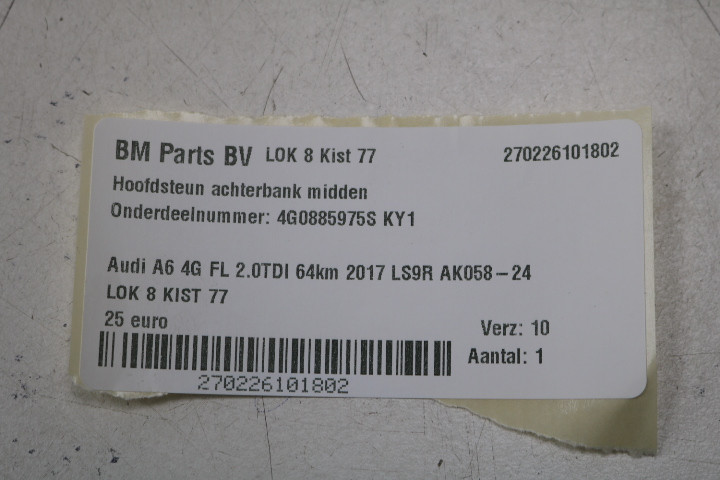 BM Parts BV LOK 8 Kist 77 270226101802
Hoofdsteun achterbank midden
Onderdeelnummer: 4G0885975S KY1
Audi A6 4G FL 2.0TDI 64km 2017 LS9R AK058-24
LOK 8 KIST 77
25 euro Verz: 10
Aantal: 1
270226101802